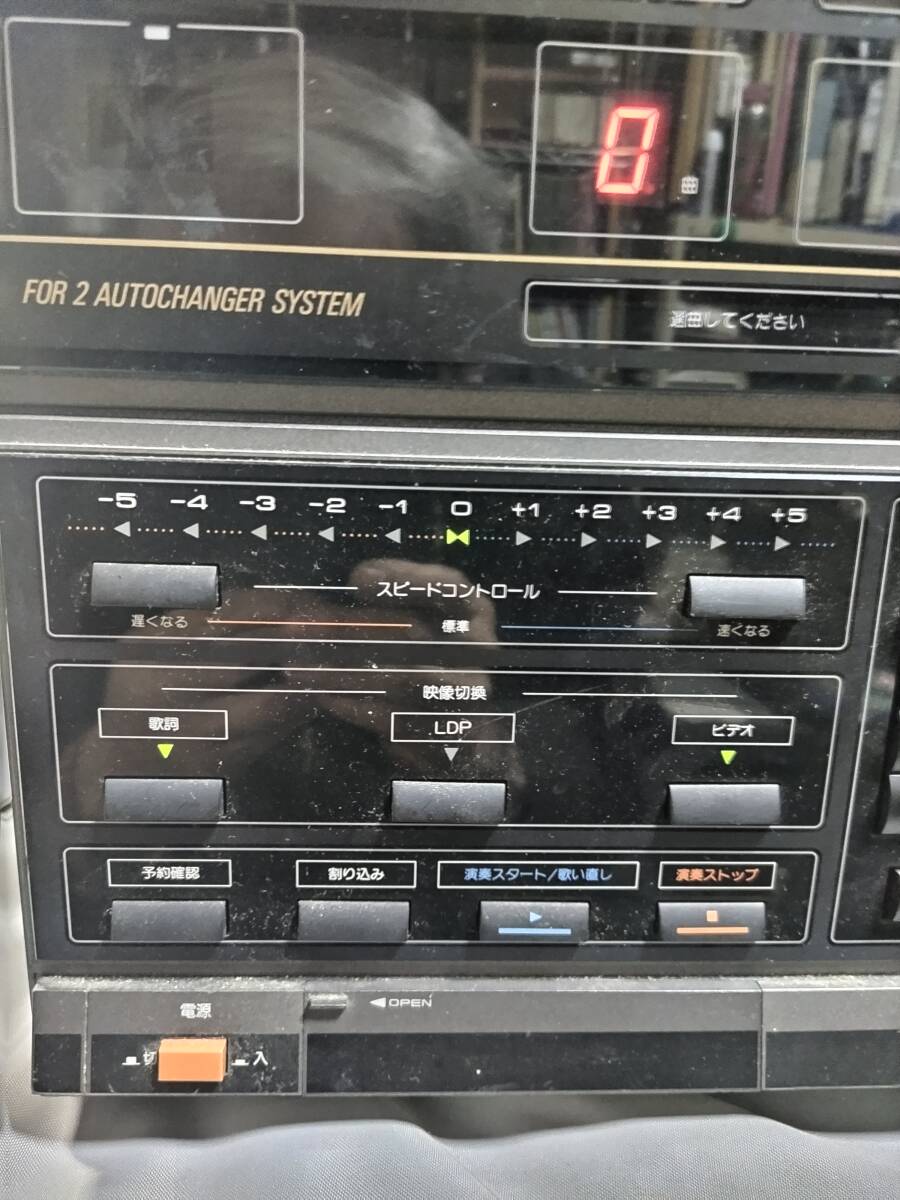 0
FOR 2 AUTOCHANGER SYSTEM
選曲してください
-5 -4 -3 -2 -1 0 +1 +2 +3 +4 +5
スピードコントロール
遅くなる 標準 速くなる
映像切換
歌詞 LDP ビデオ
予約確認 割り込み 演奏スタート/歌い直し 演奏ストップ
電源
OPEN
切 入